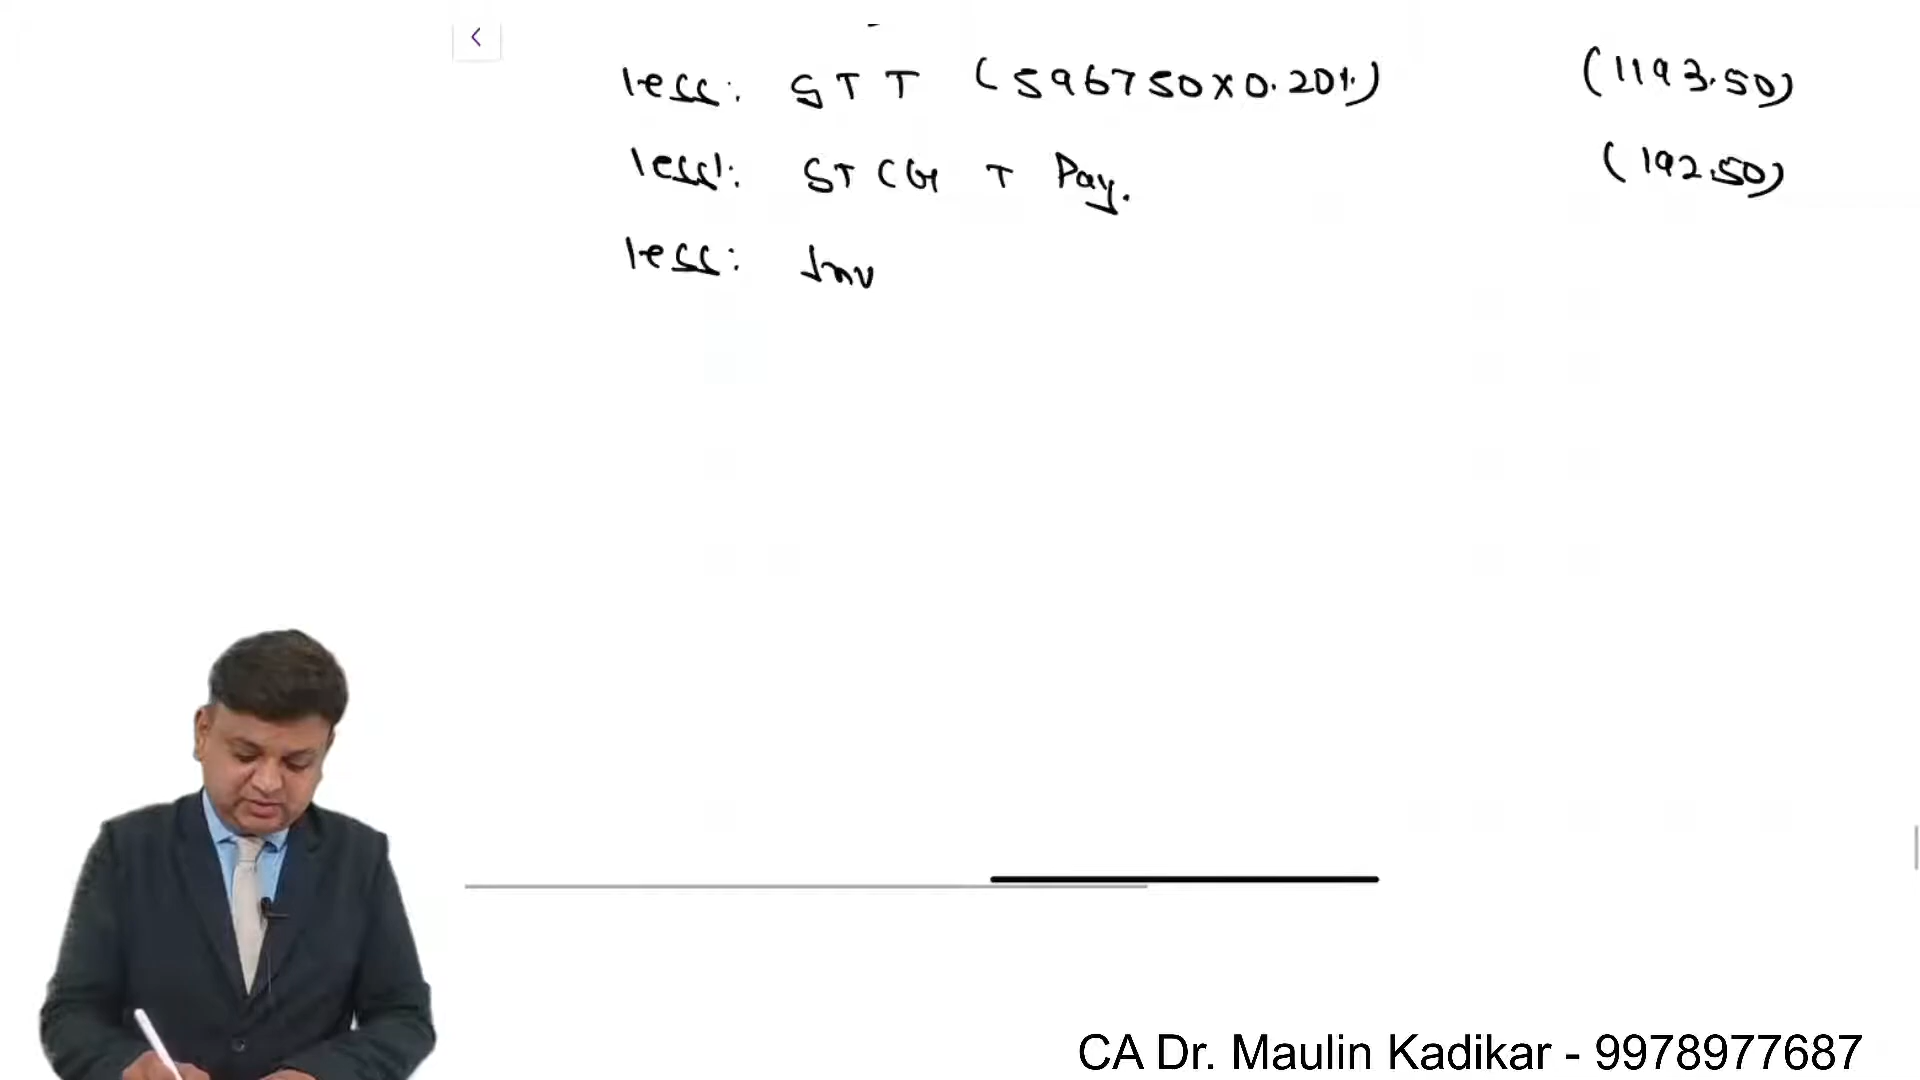 less: STT (596750×0.20%) (1193.50)
less: STCG T Pay. (192.50)
less: Inv
CA Dr. Maulin Kadikar - 9978977687